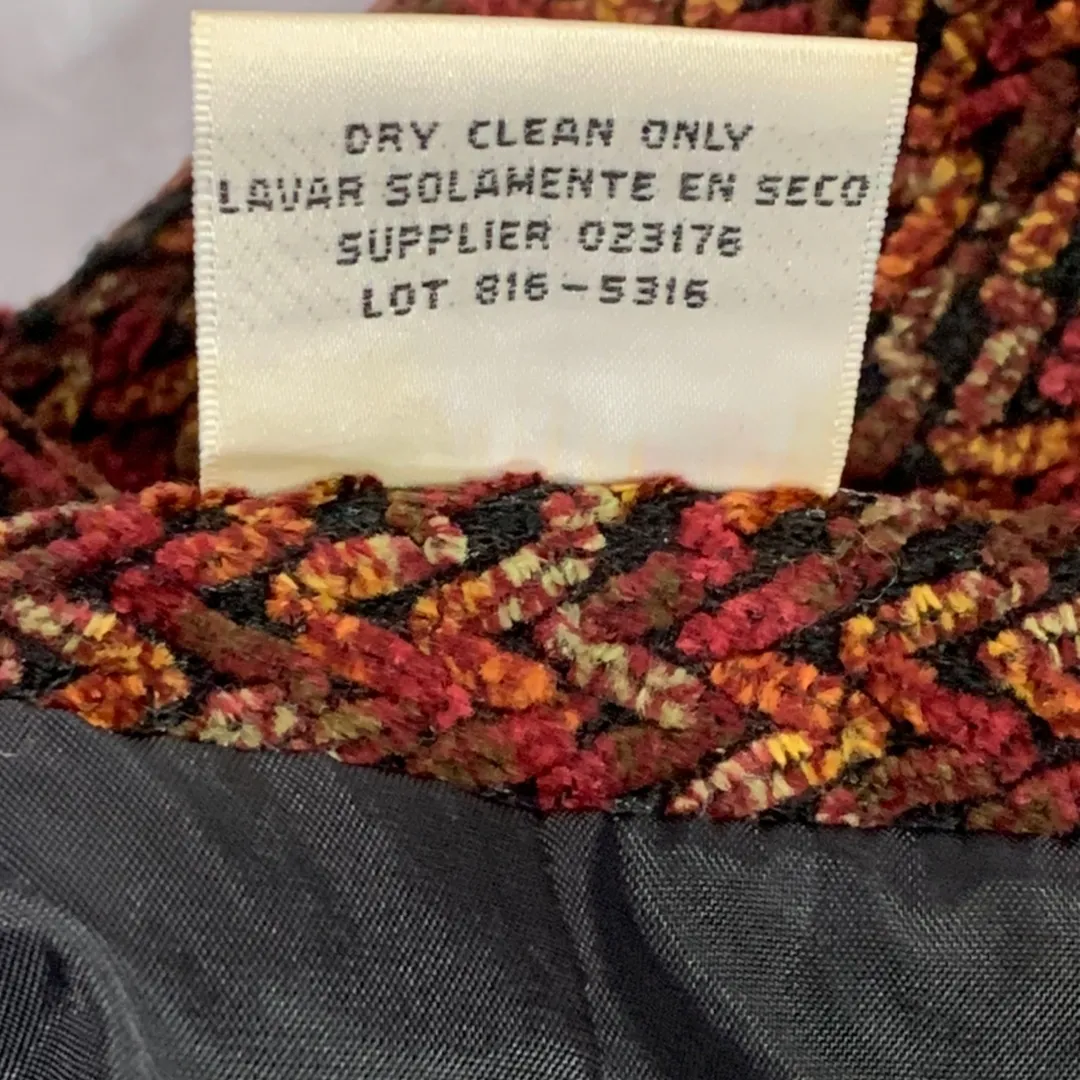 DRY CLEAN ONLY
LAVAR SOLAMENTE EN SECO
SUPPLIER 023176
LOT 816-5316